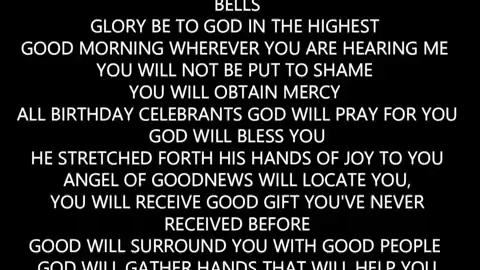 BELLS
GLORY BE TO GOD IN THE HIGHEST
GOOD MORNING WHEREVER YOU ARE HEARING ME
YOU WILL NOT BE PUT TO SHAME
YOU WILL OBTAIN MERCY
ALL BIRTHDAY CELEBRANTS GOD WILL PRAY FOR YOU
GOD WILL BLESS YOU
HE STRETCHED FORTH HIS HANDS OF JOY TO YOU
ANGEL OF GOODNEWS WILL LOCATE YOU,
YOU WILL RECEIVE GOOD GIFT YOU'VE NEVER
RECEIVED BEFORE
GOOD WILL SURROUND YOU WITH GOOD PEOPLE
GOD WILL GATHER HANDS THAT WILL HELP YOU